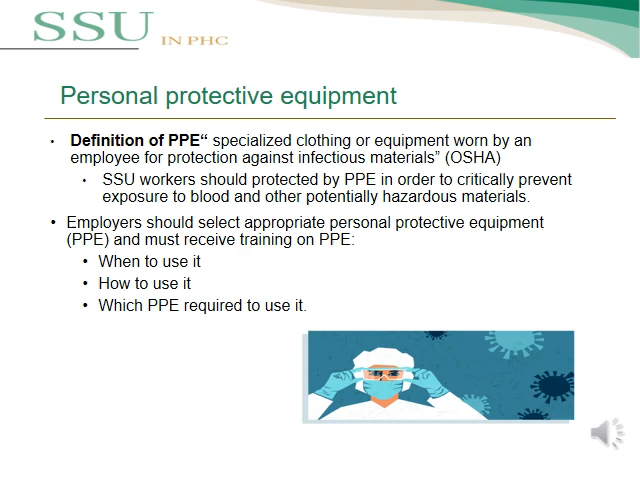 SSU IN PHC
Personal protective equipment
• Definition of PPE“ specialized clothing or equipment worn by an
employee for protection against infectious materials” (OSHA)
• SSU workers should protected by PPE in order to critically prevent
exposure to blood and other potentially hazardous materials.
• Employers should select appropriate personal protective equipment
(PPE) and must receive training on PPE:
• When to use it
• How to use it
• Which PPE required to use it.